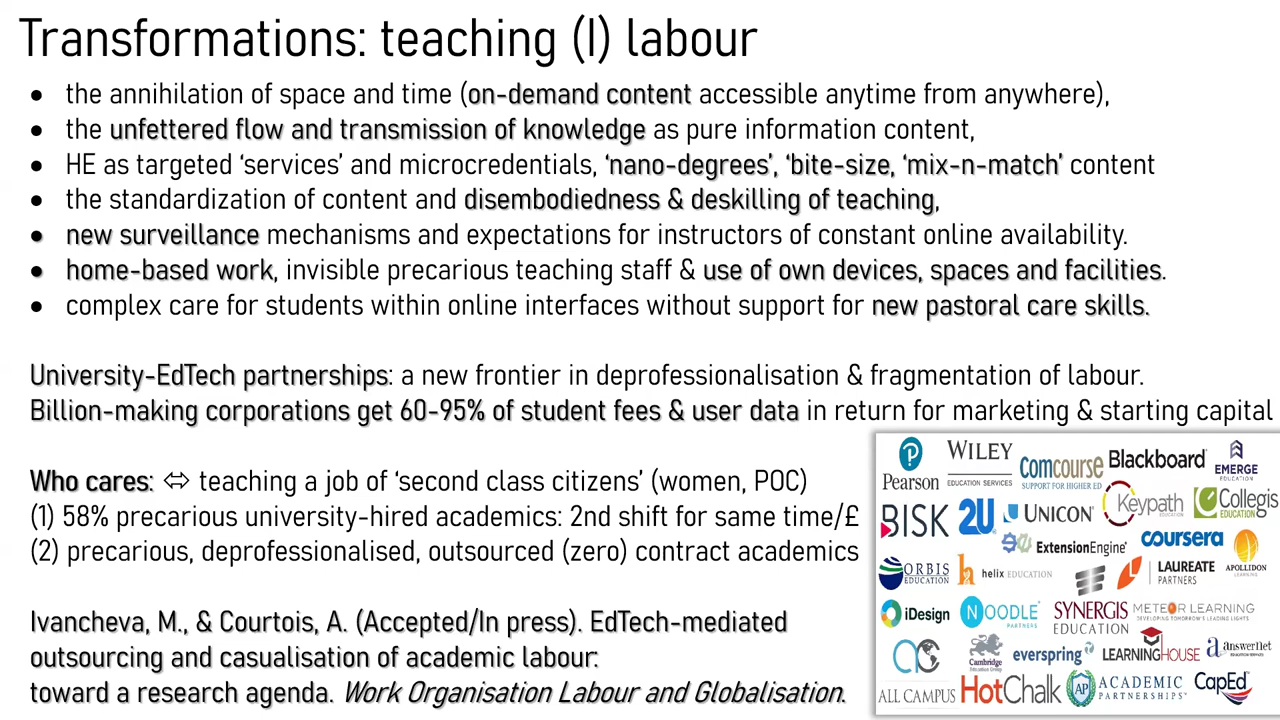 Transformations: teaching (I) labour
• the annihilation of space and time (on-demand content accessible anytime from anywhere),
• the unfettered flow and transmission of knowledge as pure information content,
• HE as targeted ‘services’ and microcredentials, ‘nano-degrees’, ‘bite-size, ‘mix-n-match’ content
• the standardization of content and disembodiedness & deskilling of teaching,
• new surveillance mechanisms and expectations for instructors of constant online availability.
• home-based work, invisible precarious teaching staff & use of own devices, spaces and facilities.
• complex care for students within online interfaces without support for new pastoral care skills.
University-EdTech partnerships: a new frontier in deprofessionalisation & fragmentation of labour.
Billion-making corporations get 60-95% of student fees & user data in return for marketing & starting capital
Who cares: ⇔ teaching a job of ‘second class citizens’ (women, POC)
(1) 58% precarious university-hired academics: 2nd shift for same time/£
(2) precarious, deprofessionalised, outsourced (zero) contract academics
Ivancheva, M., & Courtois, A. (Accepted/In press). EdTech-mediated
outsourcing and casualisation of academic labour:
toward a research agenda. Work Organisation Labour and Globalisation.
Pearson
WILEY
EDUCATION SERVICES
Comcourse
SUPPORT FOR HIGHER ED
Blackboard
EMERGE
EDUCATION
BISK
2U
UNICON
Keypath
EDUCATION
Collegis
EDUCATION
ExtensionEngine
coursera
APOLLIDON
LEARNING
ORBIS
EDUCATION
helix EDUCATION
LAUREATE
PARTNERS
iDesign
NOODLE
PARTNERS
SYNERGIS
EDUCATION
METEOR LEARNING
DEVELOPING TOMORROW'S LEADING LIGHTS
ALL CAMPUS
Cambridge
Education Group
everspring
LEARNINGHOUSE
answernet
HotChalk
AP
ACADEMIC
PARTNERSHIPS
CapEd